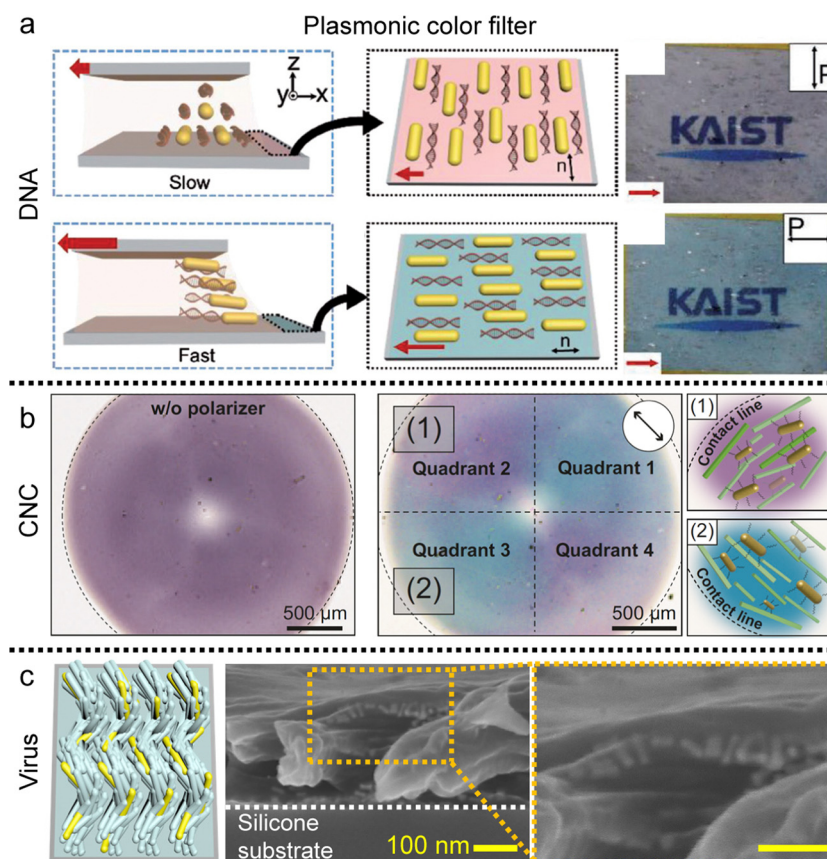 a
Plasmonic color filter
DNA
z
y
x
Slow
n
P
KAIST
Fast
n
P
KAIST
b
CNC
w/o polarizer
500 µm
(1)
Quadrant 2
Quadrant 1
Quadrant 3
Quadrant 4
(2)
500 µm
(1)
Contact line
(2)
Contact line
c
Virus
Silicone
substrate
100 nm